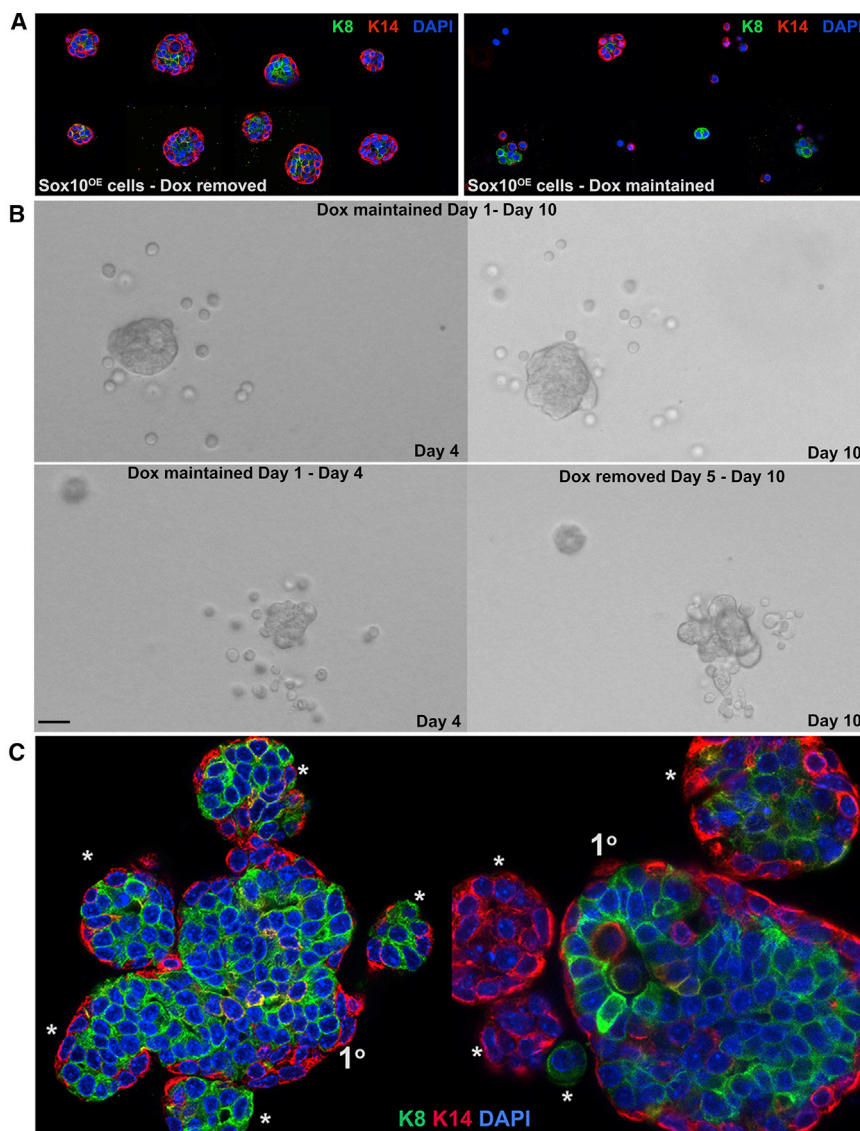 A
K8 K14 DAPI
Sox10OE cells - Dox removed
K8 K14 DAPI
Sox10OE cells - Dox maintained
B
Dox maintained Day 1- Day 10
Day 4
Day 10
Dox maintained Day 1 - Day 4
Dox removed Day 5 - Day 10
Day 4
Day 10
C
*
*
*
*
*
1o
*
*
*
*
1o
K8 K14 DAPI